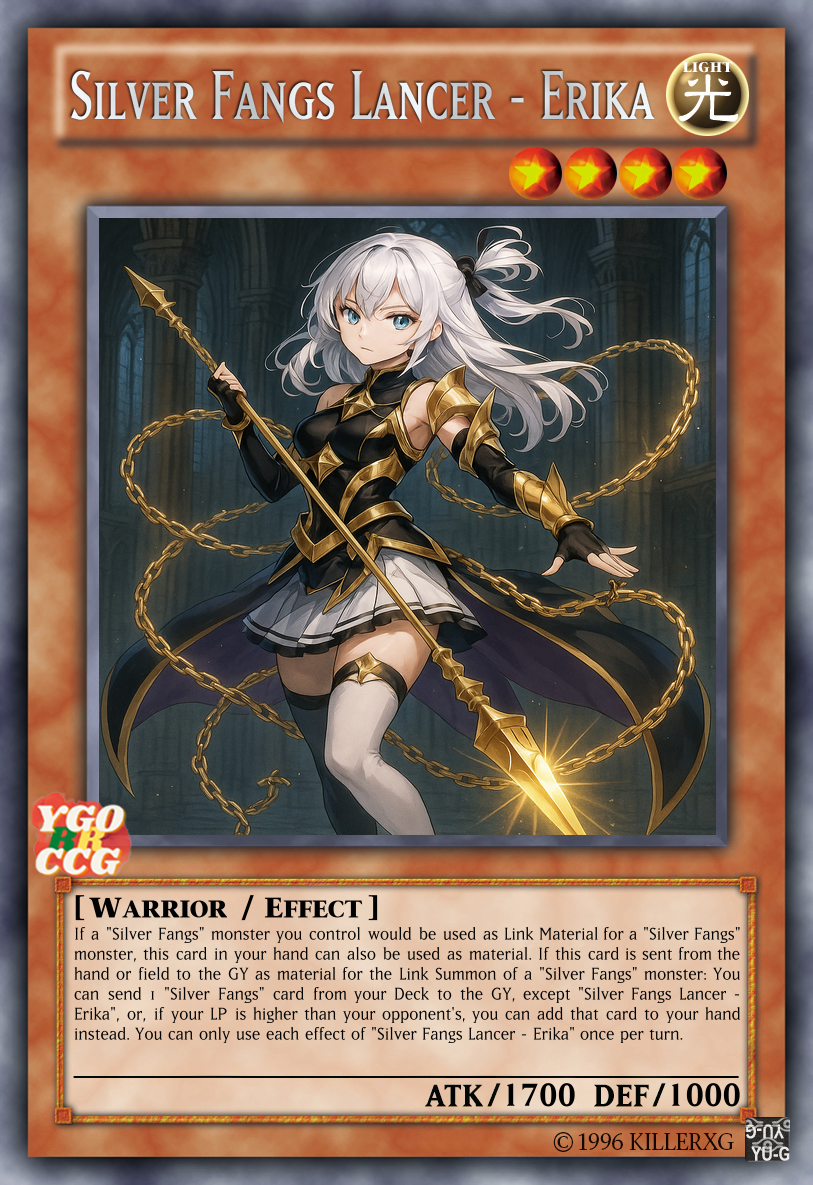 Silver Fangs Lancer - Erika
LIGHT
光
YGO
BR
CCG
[ Warrior / Effect ]
If a "Silver Fangs" monster you control would be used as Link Material for a "Silver Fangs"
monster, this card in your hand can also be used as material. If this card is sent from the
hand or field to the GY as material for the Link Summon of a "Silver Fangs" monster: You
can send 1 "Silver Fangs" card from your Deck to the GY, except "Silver Fangs Lancer -
Erika", or, if your LP is higher than your opponent's, you can add that card to your hand
instead. You can only use each effect of "Silver Fangs Lancer - Erika" once per turn.
ATK/1700 DEF/1000
© 1996 KILLERXG
YU-G